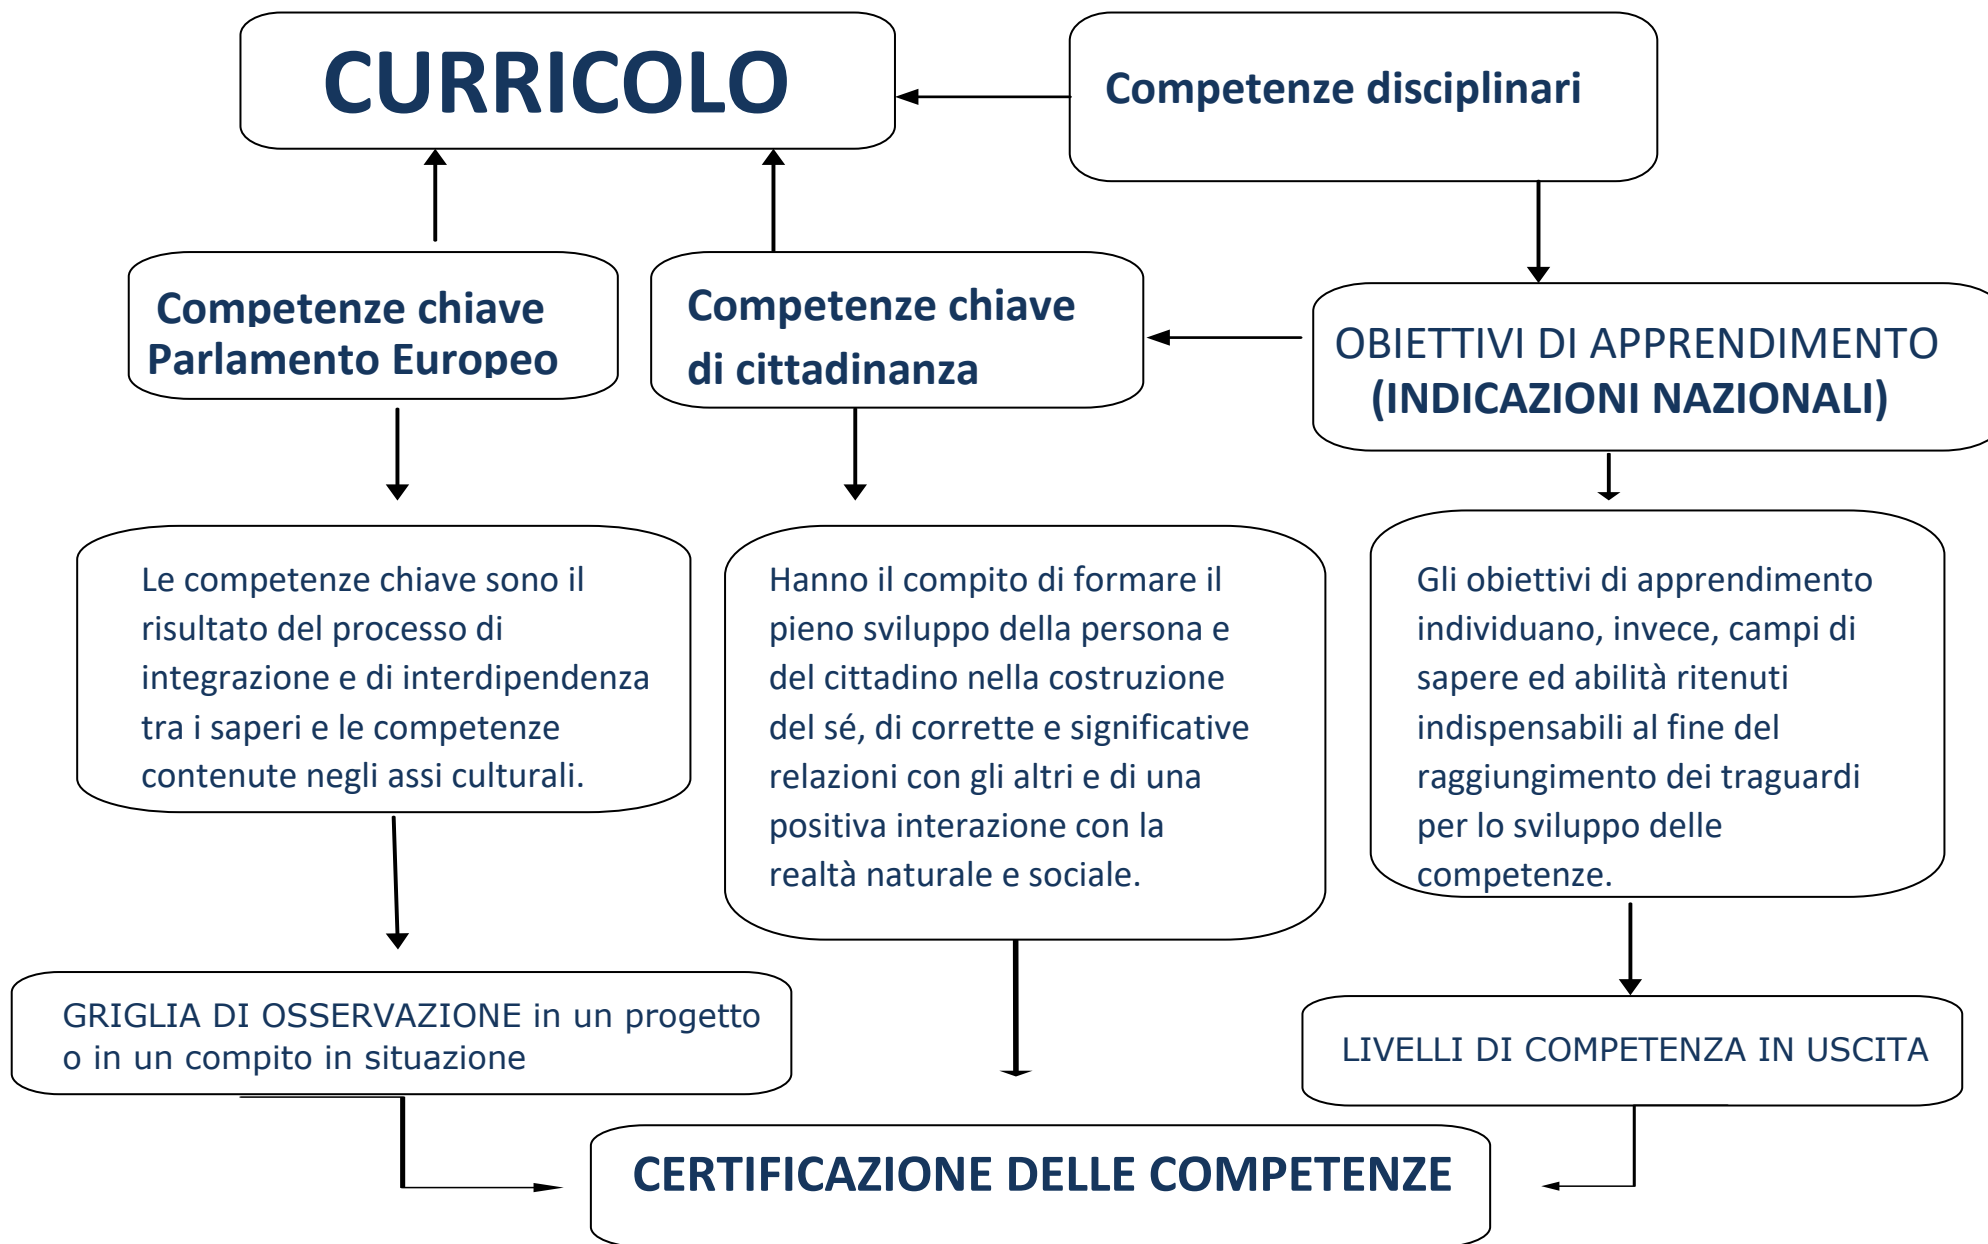 CURRICOLO
Competenze disciplinari
Competenze chiave
Parlamento Europeo
Competenze chiave
di cittadinanza
OBIETTIVI DI APPRENDIMENTO
(INDICAZIONI NAZIONALI)
Le competenze chiave sono il
risultato del processo di
integrazione e di interdipendenza
tra i saperi e le competenze
contenute negli assi culturali.
Hanno il compito di formare il
pieno sviluppo della persona e
del cittadino nella costruzione
del sé, di corrette e significative
relazioni con gli altri e di una
positiva interazione con la
realtà naturale e sociale.
Gli obiettivi di apprendimento
individuano, invece, campi di
sapere ed abilità ritenuti
indispensabili al fine del
raggiungimento dei traguardi
per lo sviluppo delle
competenze.
GRIGLIA DI OSSERVAZIONE in un progetto
o in un compito in situazione
LIVELLI DI COMPETENZA IN USCITA
CERTIFICAZIONE DELLE COMPETENZE